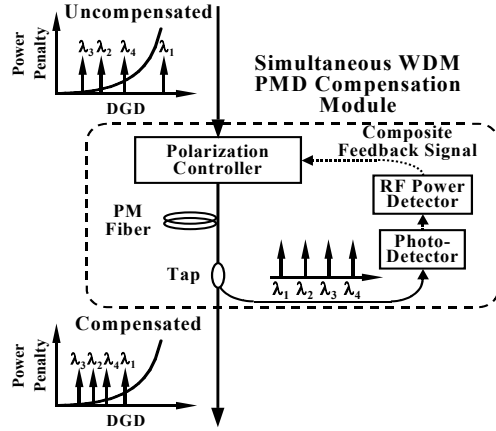 Uncompensated
Power
Penalty
λ3 λ2 λ4 λ1
DGD
Simultaneous WDM
PMD Compensation
Module
Composite
Feedback Signal
Polarization
Controller
RF Power
Detector
PM
Fiber
Photo-
Detector
Tap
λ1 λ2 λ3 λ4
Compensated
Power
Penalty
λ3 λ2 λ4 λ1
DGD